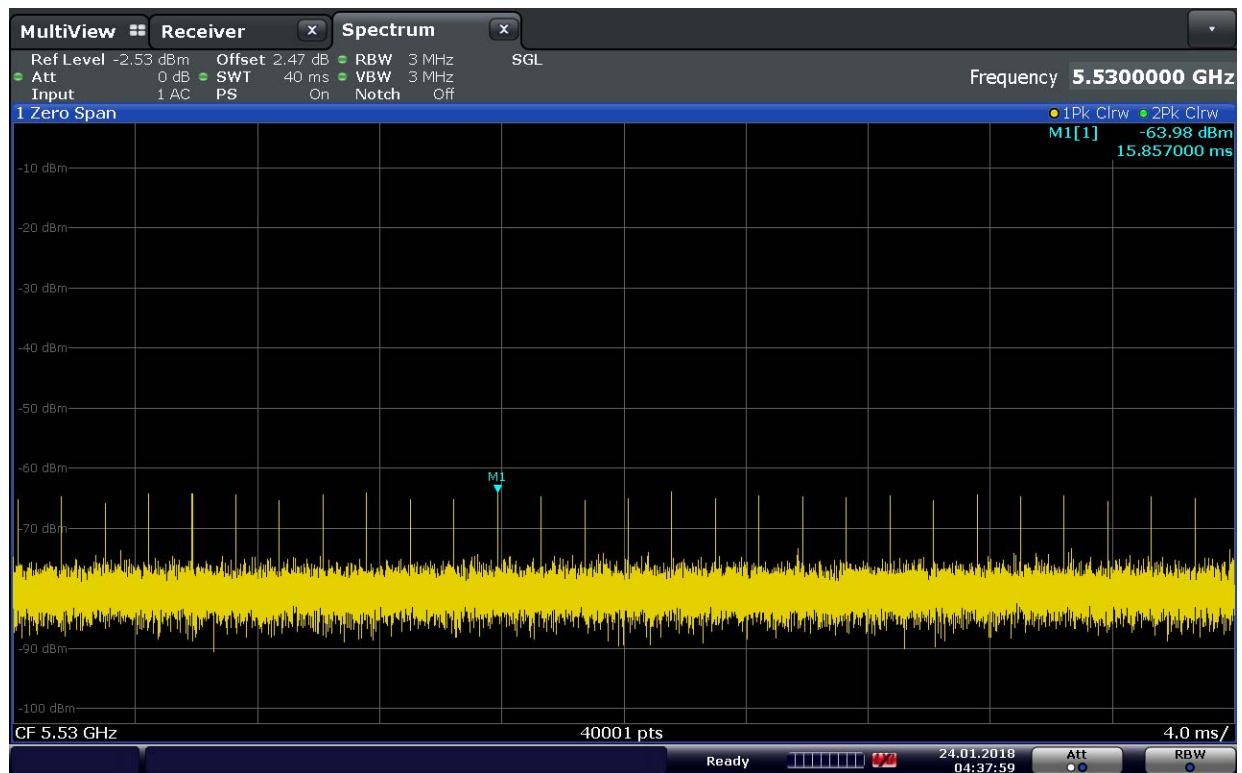 MultiView Receiver X Spectrum X
Ref Level -2.53 dBm Offset 2.47 dB RBW 3 MHz SGL
Att 0 dB SWT 40 ms VBW 3 MHz Frequency 5.5300000 GHz
Input 1 AC PS On Notch Off
1 Zero Span 1Pk Clrw 2Pk Clrw
M1[1] -63.98 dBm
15.857000 ms
-10 dBm
-20 dBm
-30 dBm
-40 dBm
-50 dBm
-60 dBm
M1
-70 dBm
-90 dBm
-100 dBm
CF 5.53 GHz 40001 pts 4.0 ms/
Ready 24.01.2018 Att RBW
04:37:59